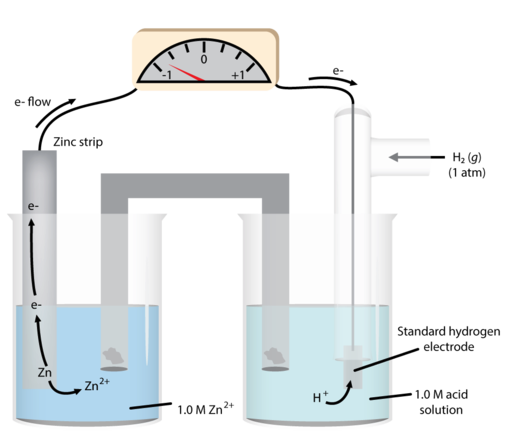 0
-1
+1
e-
e- flow
Zinc strip
H₂ (g)
(1 atm)
e-
e-
Standard hydrogen
electrode
Zn
Zn²⁺
H⁺
1.0 M acid
solution
1.0 M Zn²⁺